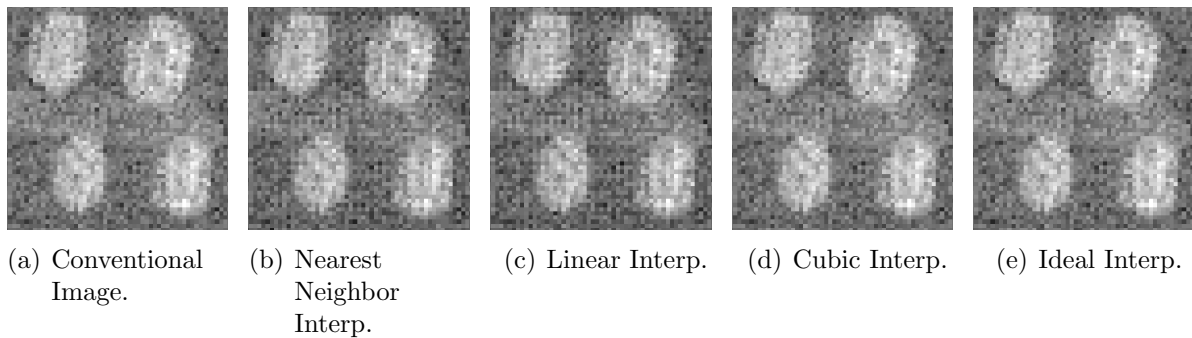 (a) Conventional
Image.
(b) Nearest
Neighbor
Interp.
(c) Linear Interp.
(d) Cubic Interp.
(e) Ideal Interp.